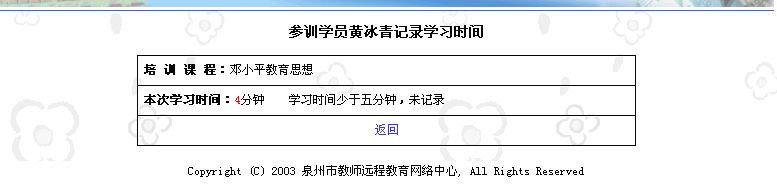 参训学员黄冰青记录学习时间
培 训 课 程：邓小平教育思想
本次学习时间：4分钟 学习时间少于五分钟，未记录
返回
Copyright (C) 2003 泉州市教师远程教育网络中心, All Rights Reserved